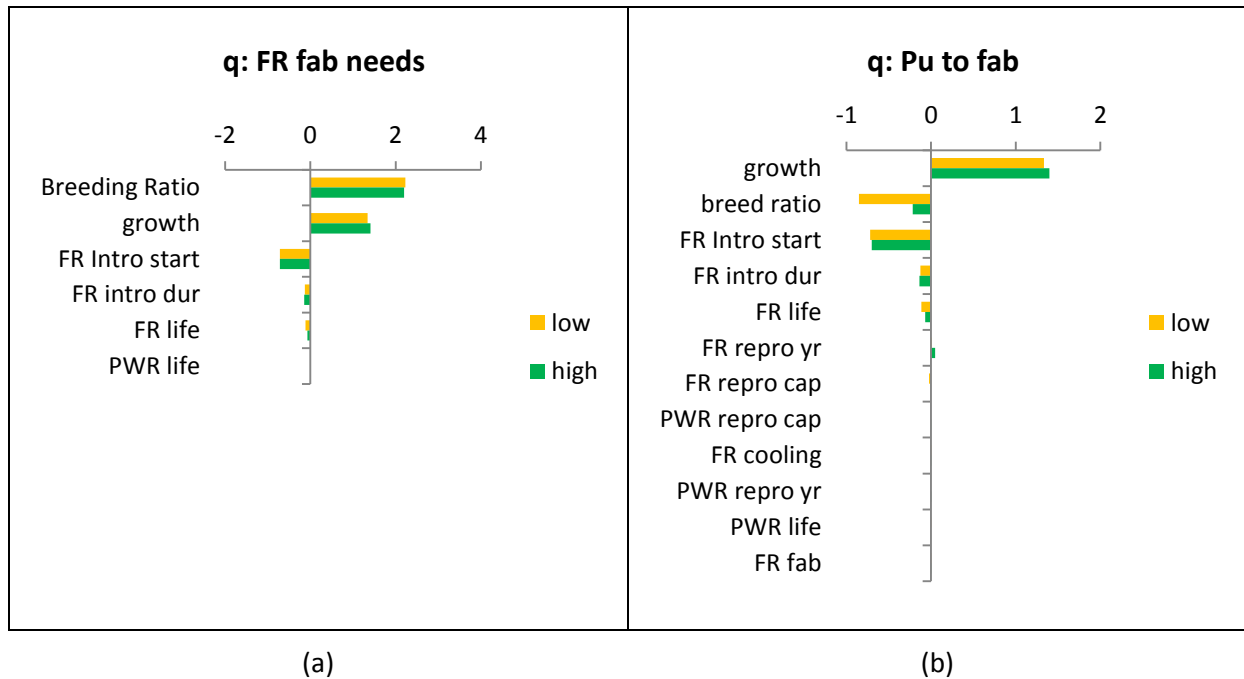 q: FR fab needs
-2 0 2 4
Breeding Ratio
growth
FR Intro start
FR intro dur
FR life
PWR life
low
high
(a)
q: Pu to fab
-1 0 1 2
growth
breed ratio
FR Intro start
FR intro dur
FR life
FR repro yr
FR repro cap
PWR repro cap
FR cooling
PWR repro yr
PWR life
FR fab
low
high
(b)